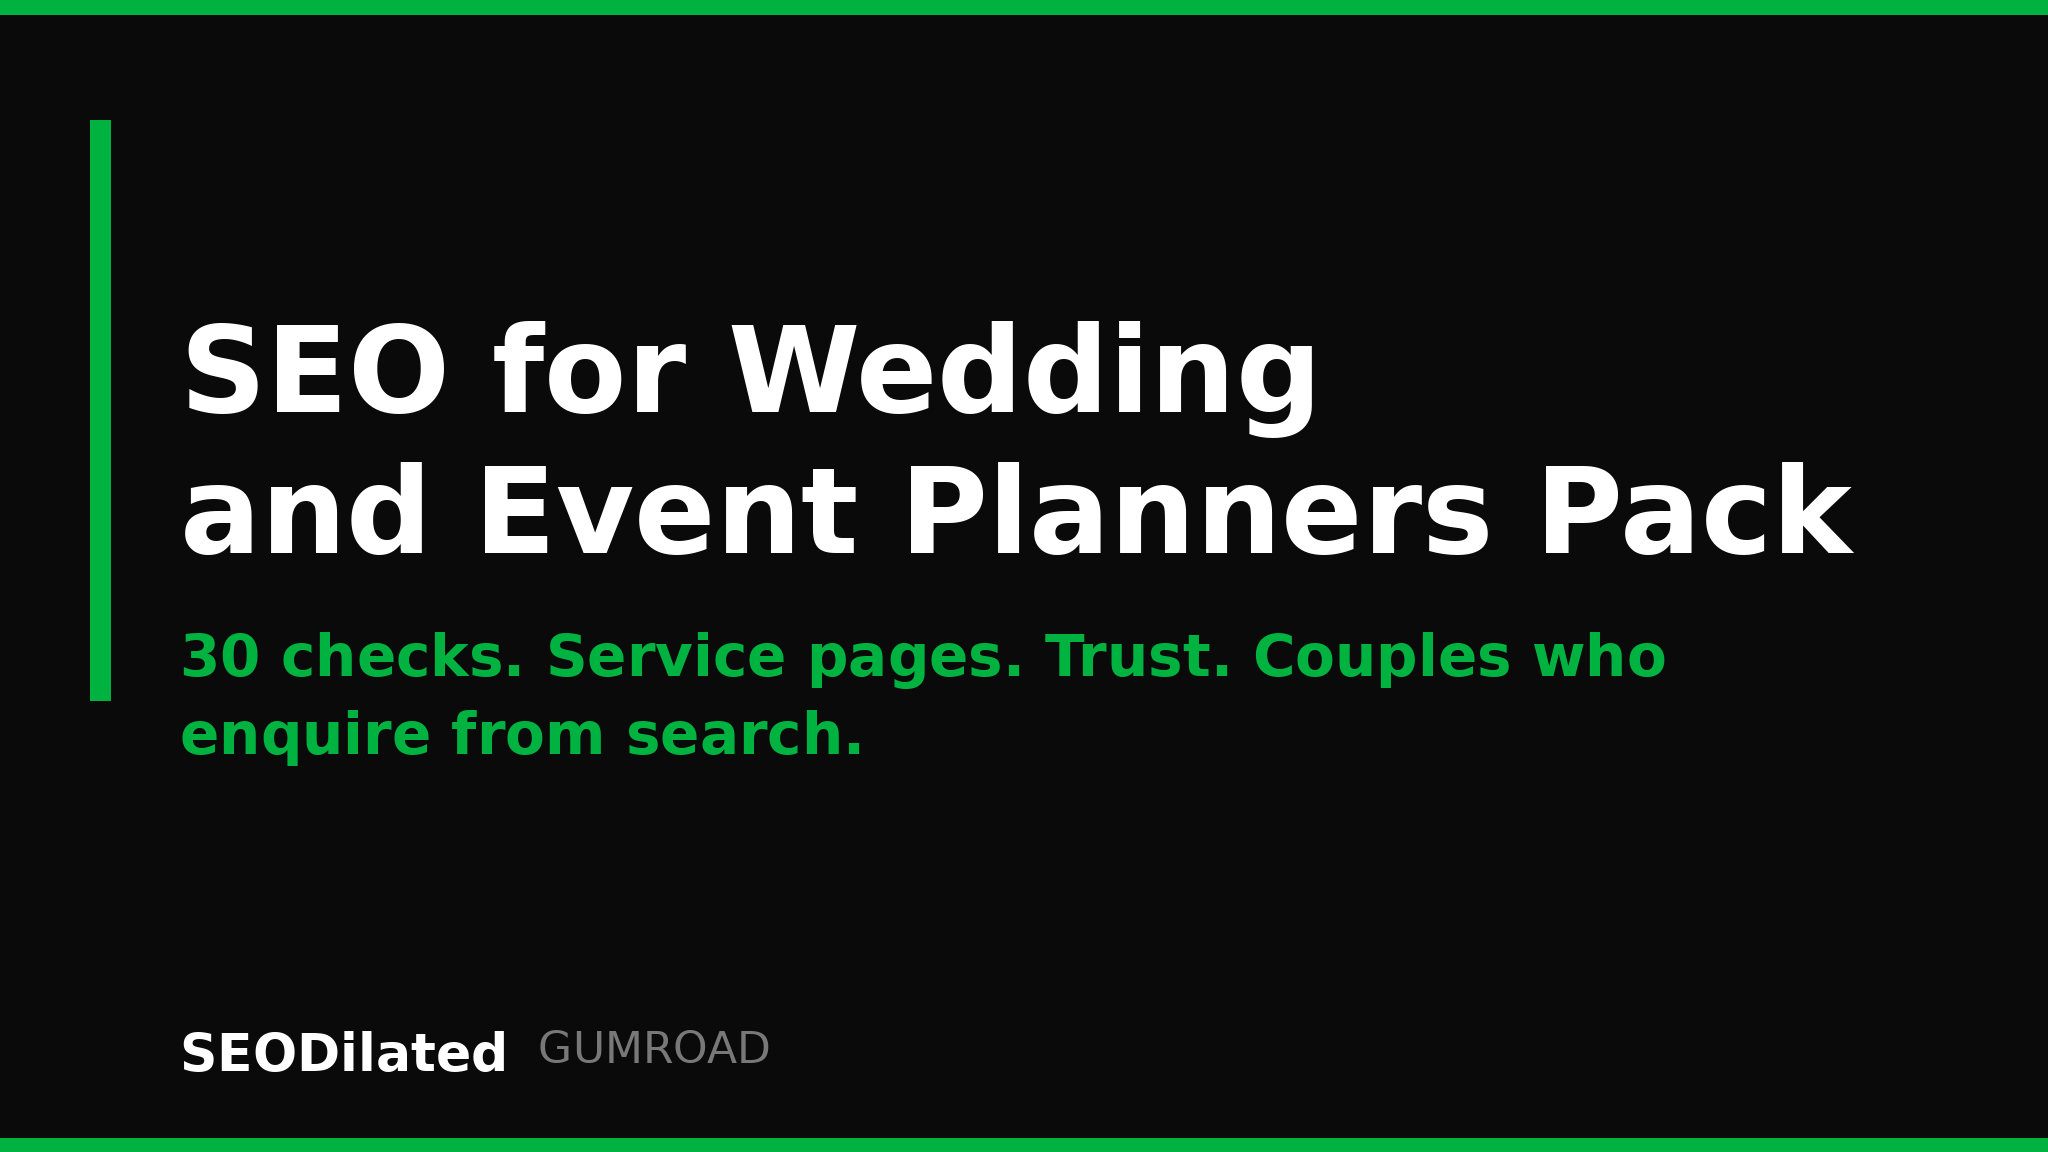 SEO for Wedding
and Event Planners Pack
30 checks. Service pages. Trust. Couples who
enquire from search.
SEODilated GUMROAD